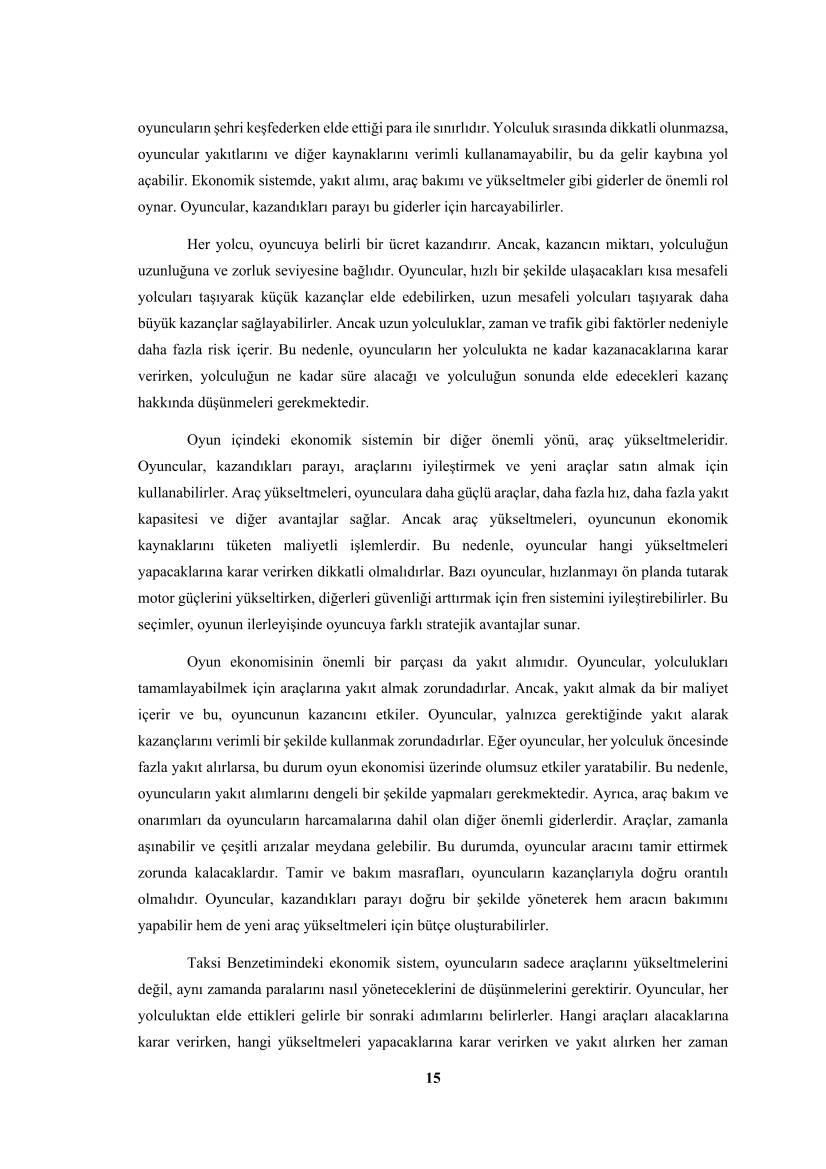 oyuncuların şehri keşfederken elde ettiği para ile sınırlıdır. Yolculuk sırasında dikkatli olunmazsa,
oyuncular yakıtlarını ve diğer kaynaklarını verimli kullanamayabilir, bu da gelir kaybına yol
açabilir. Ekonomik sistemde, yakıt alımı, araç bakımı ve yükseltmeler gibi giderler de önemli rol
oynar. Oyuncular, kazandıkları parayı bu giderler için harcayabilirler.
Her yolcu, oyuncuya belirli bir ücret kazandırır. Ancak, kazancın miktarı, yolculuğun
uzunluğuna ve zorluk seviyesine bağlıdır. Oyuncular, hızlı bir şekilde ulaşacakları kısa mesafeli
yolcuları taşıyarak küçük kazançlar elde edebilirken, uzun mesafeli yolcuları taşıyarak daha
büyük kazançlar sağlayabilirler. Ancak uzun yolculuklar, zaman ve trafik gibi faktörler nedeniyle
daha fazla risk içerir. Bu nedenle, oyuncuların her yolculukta ne kadar kazanacaklarına karar
verirken, yolculuğun ne kadar süre alacağı ve yolculuğun sonunda elde edecekleri kazanç
hakkında düşünmeleri gerekmektedir.
Oyun içindeki ekonomik sistemin bir diğer önemli yönü, araç yükseltmeleridir.
Oyuncular, kazandıkları parayı, araçlarını iyileştirmek ve yeni araçlar satın almak için
kullanabilirler. Araç yükseltmeleri, oyunculara daha güçlü araçlar, daha fazla hız, daha fazla yakıt
kapasitesi ve diğer avantajlar sağlar. Ancak araç yükseltmeleri, oyuncunun ekonomik
kaynaklarını tüketen maliyetli işlemlerdir. Bu nedenle, oyuncular hangi yükseltmeleri
yapacaklarına karar verirken dikkatli olmalıdırlar. Bazı oyuncular, hızlanmayı ön planda tutarak
motor güçlerini yükseltirken, diğerleri güvenliği arttırmak için fren sistemini iyileştirebilirler. Bu
seçimler, oyunun ilerleyişinde oyuncuya farklı stratejik avantajlar sunar.
Oyun ekonomisinin önemli bir parçası da yakıt alımıdır. Oyuncular, yolculukları
tamamlayabilmek için araçlarına yakıt almak zorundadırlar. Ancak, yakıt almak da bir maliyet
içerir ve bu, oyuncunun kazancını etkiler. Oyuncular, yalnızca gerektiğinde yakıt alarak
kazançlarını verimli bir şekilde kullanmak zorundadırlar. Eğer oyuncular, her yolculuk öncesinde
fazla yakıt alırlarsa, bu durum oyun ekonomisi üzerinde olumsuz etkiler yaratabilir. Bu nedenle,
oyuncuların yakıt alımlarını dengeli bir şekilde yapmaları gerekmektedir. Ayrıca, araç bakım ve
onarımları da oyuncuların harcamalarına dahil olan diğer önemli giderlerdir. Araçlar, zamanla
aşınabilir ve çeşitli arızalar meydana gelebilir. Bu durumda, oyuncular aracını tamir ettirmek
zorunda kalacaklardır. Tamir ve bakım masrafları, oyuncuların kazançlarıyla doğru orantılı
olmalıdır. Oyuncular, kazandıkları parayı doğru bir şekilde yöneterek hem aracın bakımını
yapabilir hem de yeni araç yükseltmeleri için bütçe oluşturabilirler.
Taksi Benzetimindeki ekonomik sistem, oyuncuların sadece araçlarını yükseltmelerini
değil, aynı zamanda paralarını nasıl yöneteceklerini de düşünmelerini gerektirir. Oyuncular, her
yolculuktan elde ettikleri gelirle bir sonraki adımlarını belirlerler. Hangi araçları alacaklarına
karar verirken, hangi yükseltmeleri yapacaklarına karar verirken ve yakıt alırken her zaman
15